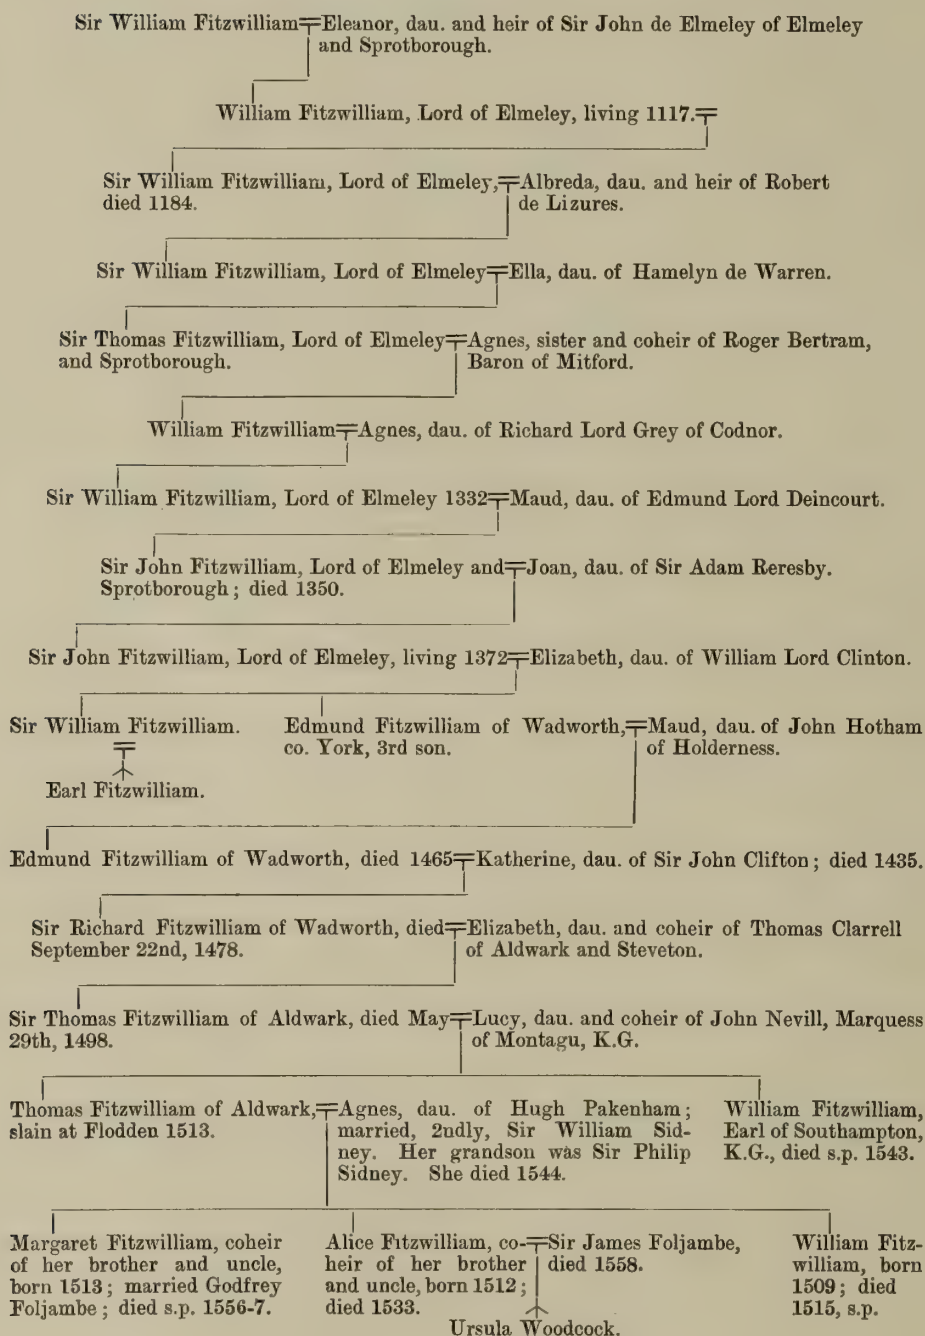 Sir William Fitzwilliam=Eleanor, dau. and heir of Sir John de Elmeley of Elmeley
and Sprotborough.
William Fitzwilliam, Lord of Elmeley, living 1117.=
Sir William Fitzwilliam, Lord of Elmeley,=Albreda, dau. and heir of Robert
died 1184. de Lizures.
Sir William Fitzwilliam, Lord of Elmeley=Ella, dau. of Hamelyn de Warren.
Sir Thomas Fitzwilliam, Lord of Elmeley=Agnes, sister and coheir of Roger Bertram,
and Sprotborough. Baron of Mitford.
William Fitzwilliam=Agnes, dau. of Richard Lord Grey of Codnor.
Sir William Fitzwilliam, Lord of Elmeley 1332=Maud, dau. of Edmund Lord Deincourt.
Sir John Fitzwilliam, Lord of Elmeley and=Joan, dau. of Sir Adam Reresby.
Sprotborough; died 1350.
Sir John Fitzwilliam, Lord of Elmeley, living 1372=Elizabeth, dau. of William Lord Clinton.
Sir William Fitzwilliam.
=
Earl Fitzwilliam.
Edmund Fitzwilliam of Wadworth,=Maud, dau. of John Hotham
co. York, 3rd son. of Holderness.
Edmund Fitzwilliam of Wadworth, died 1465=Katherine, dau. of Sir John Clifton; died 1435.
Sir Richard Fitzwilliam of Wadworth, died=Elizabeth, dau. and coheir of Thomas Clarrell
September 22nd, 1478. of Aldwark and Steveton.
Sir Thomas Fitzwilliam of Aldwark, died May=Lucy, dau. and coheir of John Nevill, Marquess
29th, 1498. of Montagu, K.G.
Thomas Fitzwilliam of Aldwark,=
slain at Flodden 1513.
Agnes, dau. of Hugh Pakenham;
married, 2ndly, Sir William Sid-
ney. Her grandson was Sir Philip
Sidney. She died 1544.
William Fitzwilliam,
Earl of Southampton,
K.G., died s.p. 1543.
Margaret Fitzwilliam, coheir
of her brother and uncle,
born 1513; married Godfrey
Foljambe; died s.p. 1556-7.
Alice Fitzwilliam, co-=
heir of her brother
and uncle, born 1512;
died 1533.
Sir James Foljambe,
died 1558.
Ursula Woodcock.
William Fitz-
william, born
1509; died
1515, s.p.